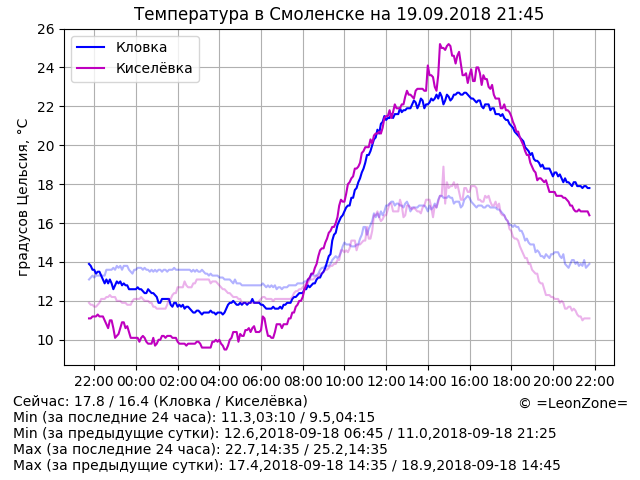 Температура в Смоленске на 19.09.2018 21:45
26
24
22
20
18
16
14
12
10
градусов Цельсия, °C
Кловка
Киселёвка
22:00 00:00 02:00 04:00 06:00 08:00 10:00 12:00 14:00 16:00 18:00 20:00 22:00
Сейчас: 17.8 / 16.4 (Кловка / Киселёвка)
© =LeonZone=
Min (за последние 24 часа): 11.3,03:10 / 9.5,04:15
Min (за предыдущие сутки): 12.6,2018-09-18 06:45 / 11.0,2018-09-18 21:25
Max (за последние 24 часа): 22.7,14:35 / 25.2,14:35
Max (за предыдущие сутки): 17.4,2018-09-18 14:35 / 18.9,2018-09-18 14:45